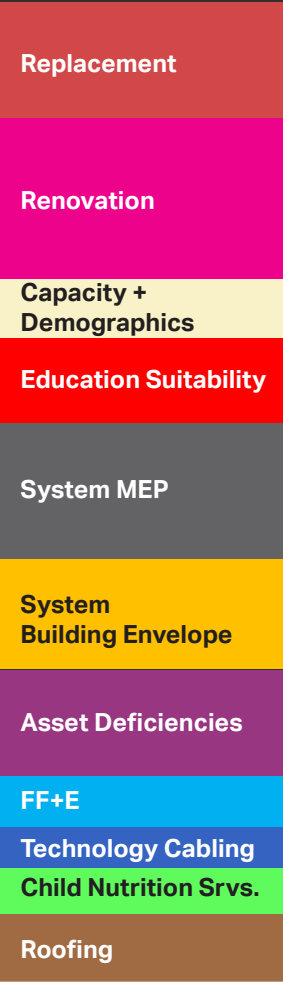 Replacement
Renovation
Capacity +
Demographics
Education Suitability
System MEP
System
Building Envelope
Asset Deficiencies
FF+E
Technology Cabling
Child Nutrition Srvs.
Roofing